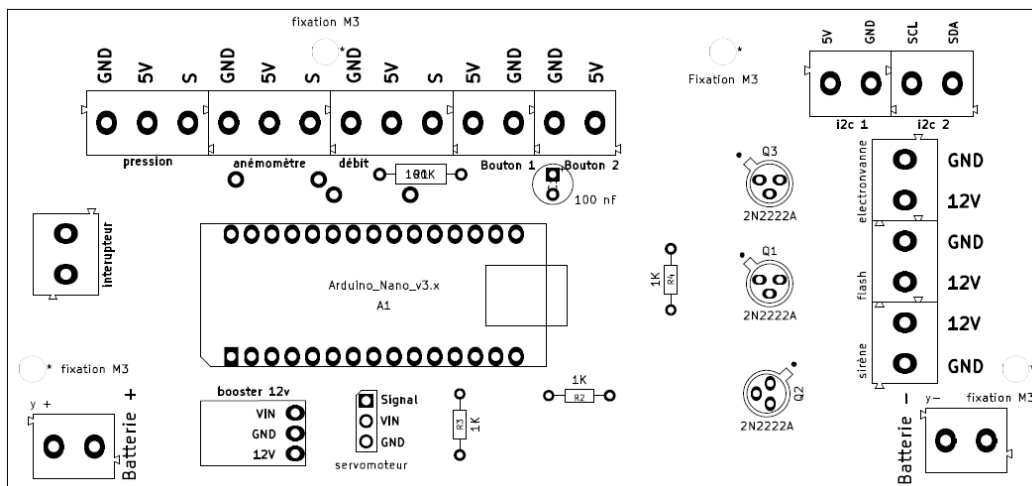 fixation M3
GND 5V S GND 5V S GND 5V S 5V GND GND 5V
pression anémomètre débit Bouton 1 Bouton 2
Fixation M3
5V GND SCL SDA
i2c 1 i2c 2
1K
100 nF
Q3
2N2222A
electronvanne
GND
12V
interupteur
Arduino_Nano_v3.x
A1
1K
R4
Q1
2N2222A
flash
GND
12V
sirène
12V
GND
fixation M3
y +
Batterie +
booster 12v
VIN
GND
12V
Signal
VIN
GND
servomoteur
R3
1K
1K
R2
Q2
2N2222A
Batterie -
y-
fixation M3